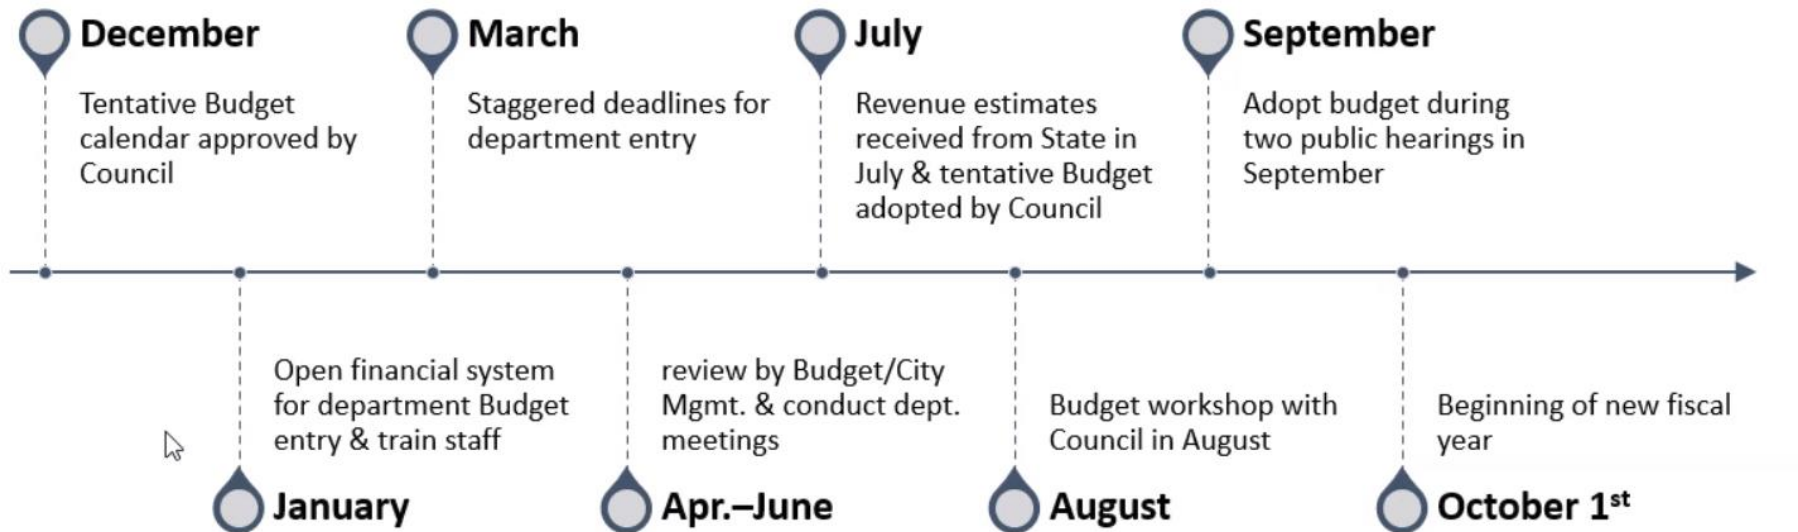 December
Tentative Budget
calendar approved by
Council
March
Staggered deadlines for
department entry
July
Revenue estimates
received from State in
July & tentative Budget
adopted by Council
September
Adopt budget during
two public hearings in
September
Open financial system
for department Budget
entry & train staff
January
review by Budget/City
Mgmt. & conduct dept.
meetings
Apr.–June
Budget workshop with
Council in August
August
Beginning of new fiscal
year
October 1st